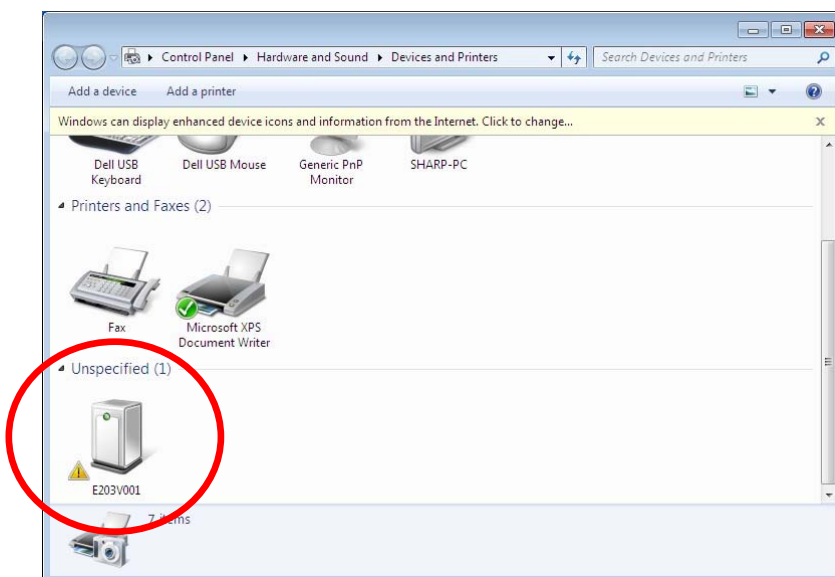 Control Panel ▸ Hardware and Sound ▸ Devices and Printers
Search Devices and Printers
Add a device Add a printer
Windows can display enhanced device icons and information from the Internet. Click to change...
Dell USB
Keyboard
Dell USB Mouse
Generic PnP
Monitor
SHARP-PC
Printers and Faxes (2)
Fax
Microsoft XPS
Document Writer
Unspecified (1)
E203V001
7 items